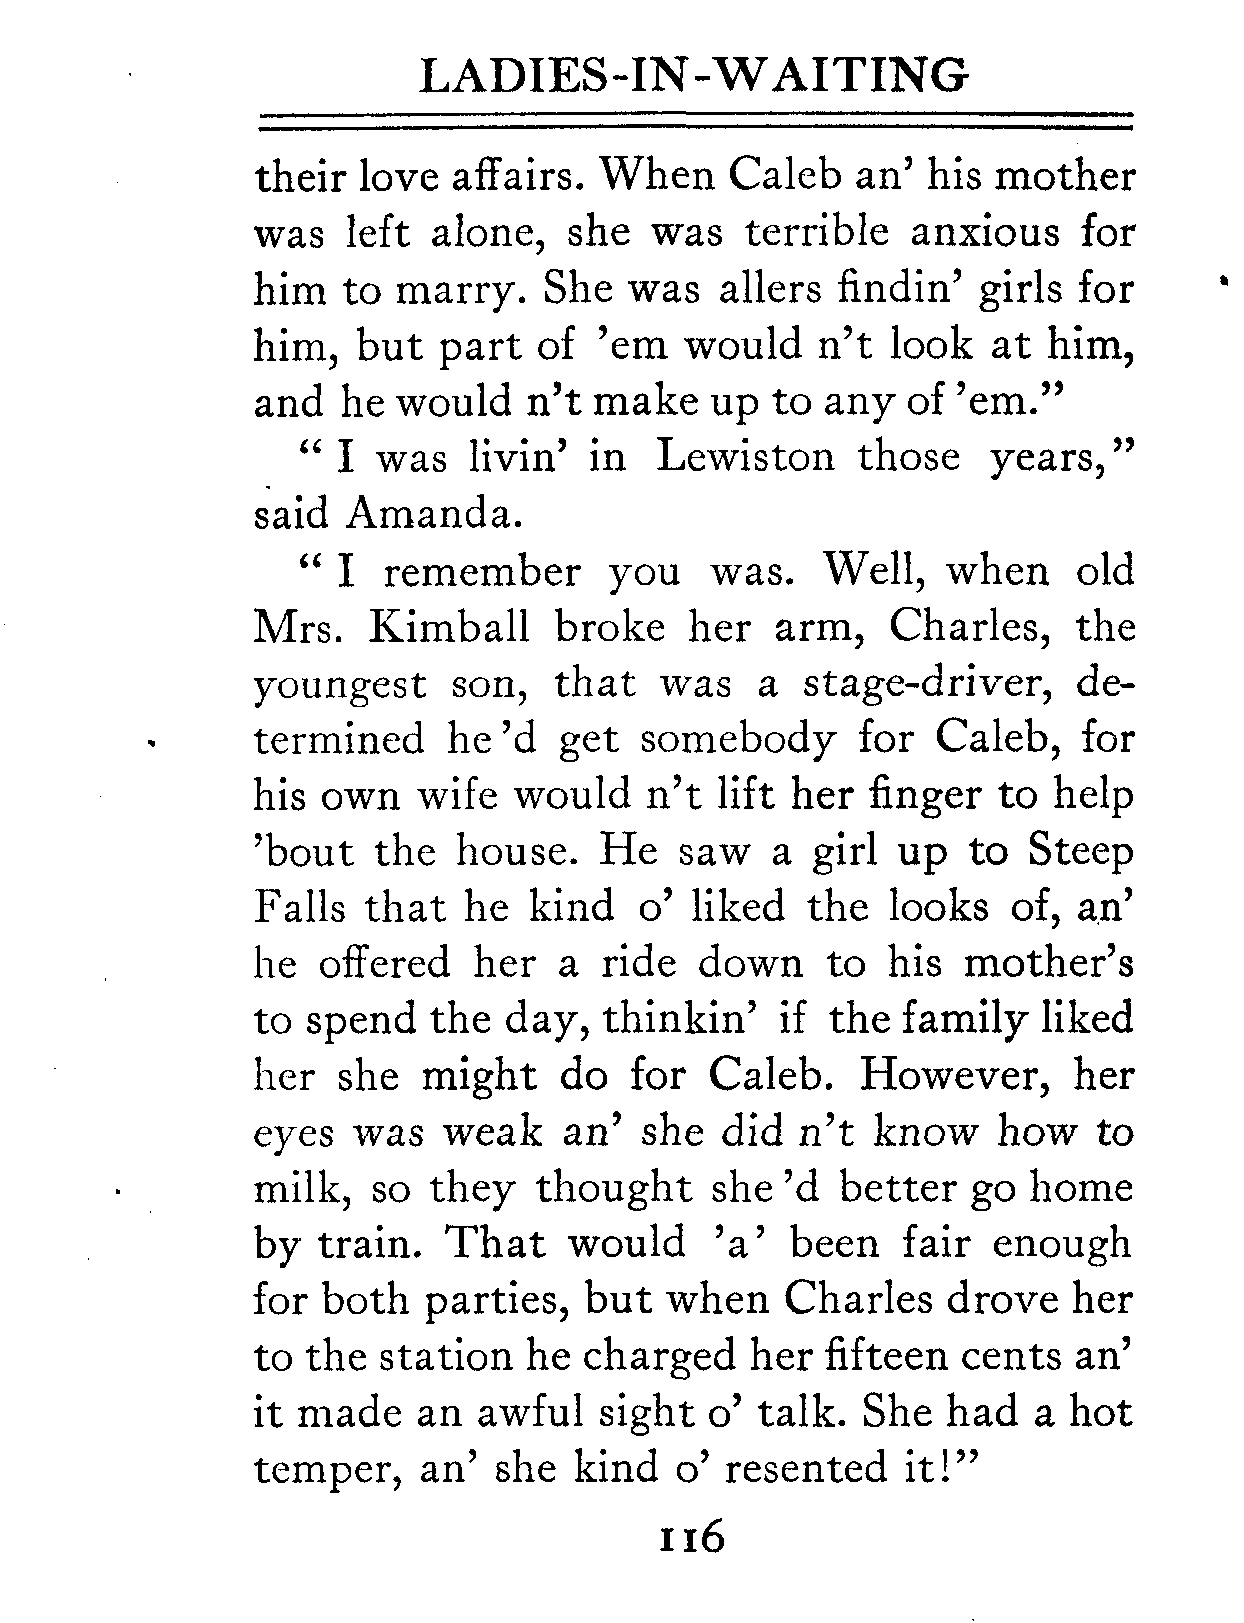 LADIES-IN-WAITING
their love affairs. When Caleb an' his mother
was left alone, she was terrible anxious for
him to marry. She was allers findin' girls for
him, but part of 'em would n't look at him,
and he would n't make up to any of 'em."
" I was livin' in Lewiston those years,"
said Amanda.
" I remember you was. Well, when old
Mrs. Kimball broke her arm, Charles, the
youngest son, that was a stage-driver, de-
termined he 'd get somebody for Caleb, for
his own wife would n't lift her finger to help
'bout the house. He saw a girl up to Steep
Falls that he kind o' liked the looks of, an'
he offered her a ride down to his mother's
to spend the day, thinkin' if the family liked
her she might do for Caleb. However, her
eyes was weak an' she did n't know how to
milk, so they thought she 'd better go home
by train. That would 'a' been fair enough
for both parties, but when Charles drove her
to the station he charged her fifteen cents an'
it made an awful sight o' talk. She had a hot
temper, an' she kind o' resented it!"
116